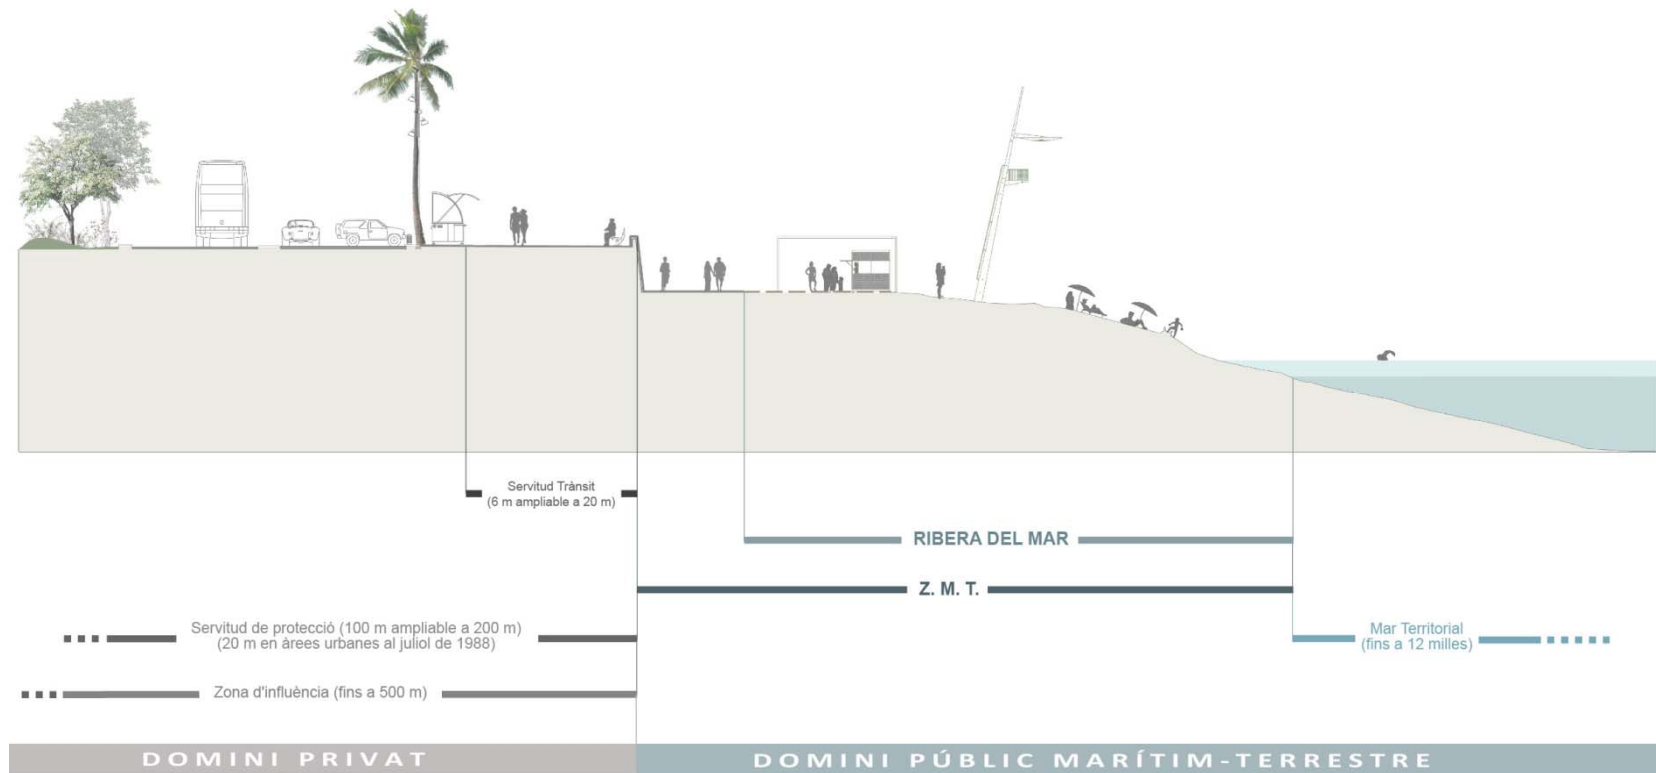 Servitud Trànsit
(6 m ampliable a 20 m)
RIBERA DEL MAR
Z. M. T.
Servitud de protecció (100 m ampliable a 200 m)
(20 m en àrees urbanes al juliol de 1988)
Mar Territorial
(fins a 12 milles)
Zona d'influència (fins a 500 m)
DOMINI PRIVAT
DOMINI PÚBLIC MARÍTIM-TERRESTRE